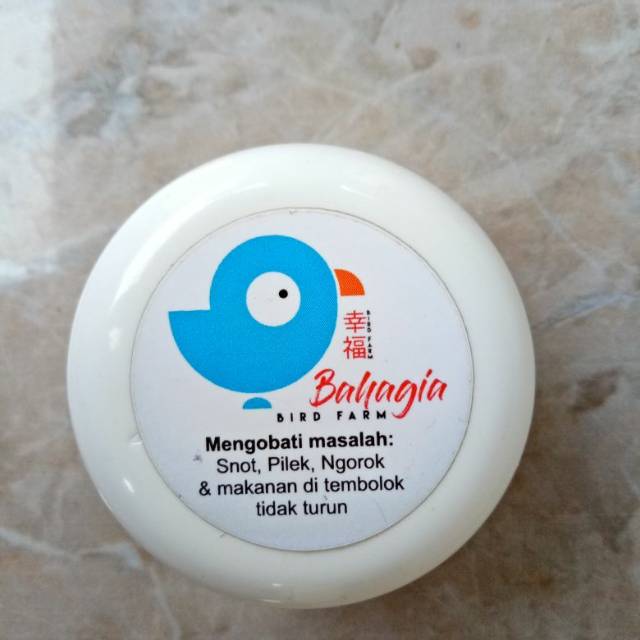 幸福
BIRD FARM
Bahagia
BIRD FARM
Mengobati masalah:
Snot, Pilek, Ngorok
& makanan di tembolok
tidak turun